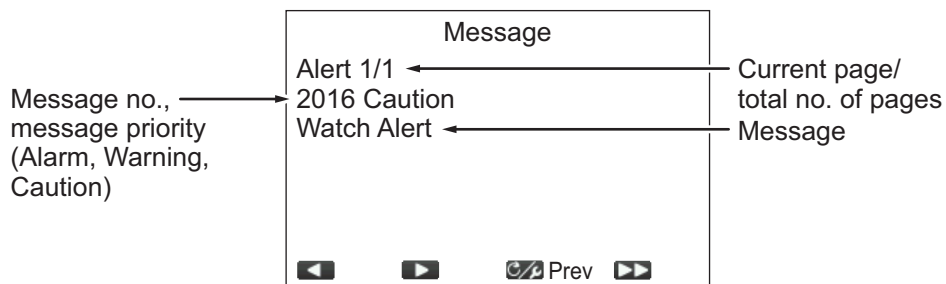 Message
Alert 1/1
2016 Caution
Watch Alert
Prev
Message no.,
message priority
(Alarm, Warning,
Caution)
Current page/
total no. of pages
Message